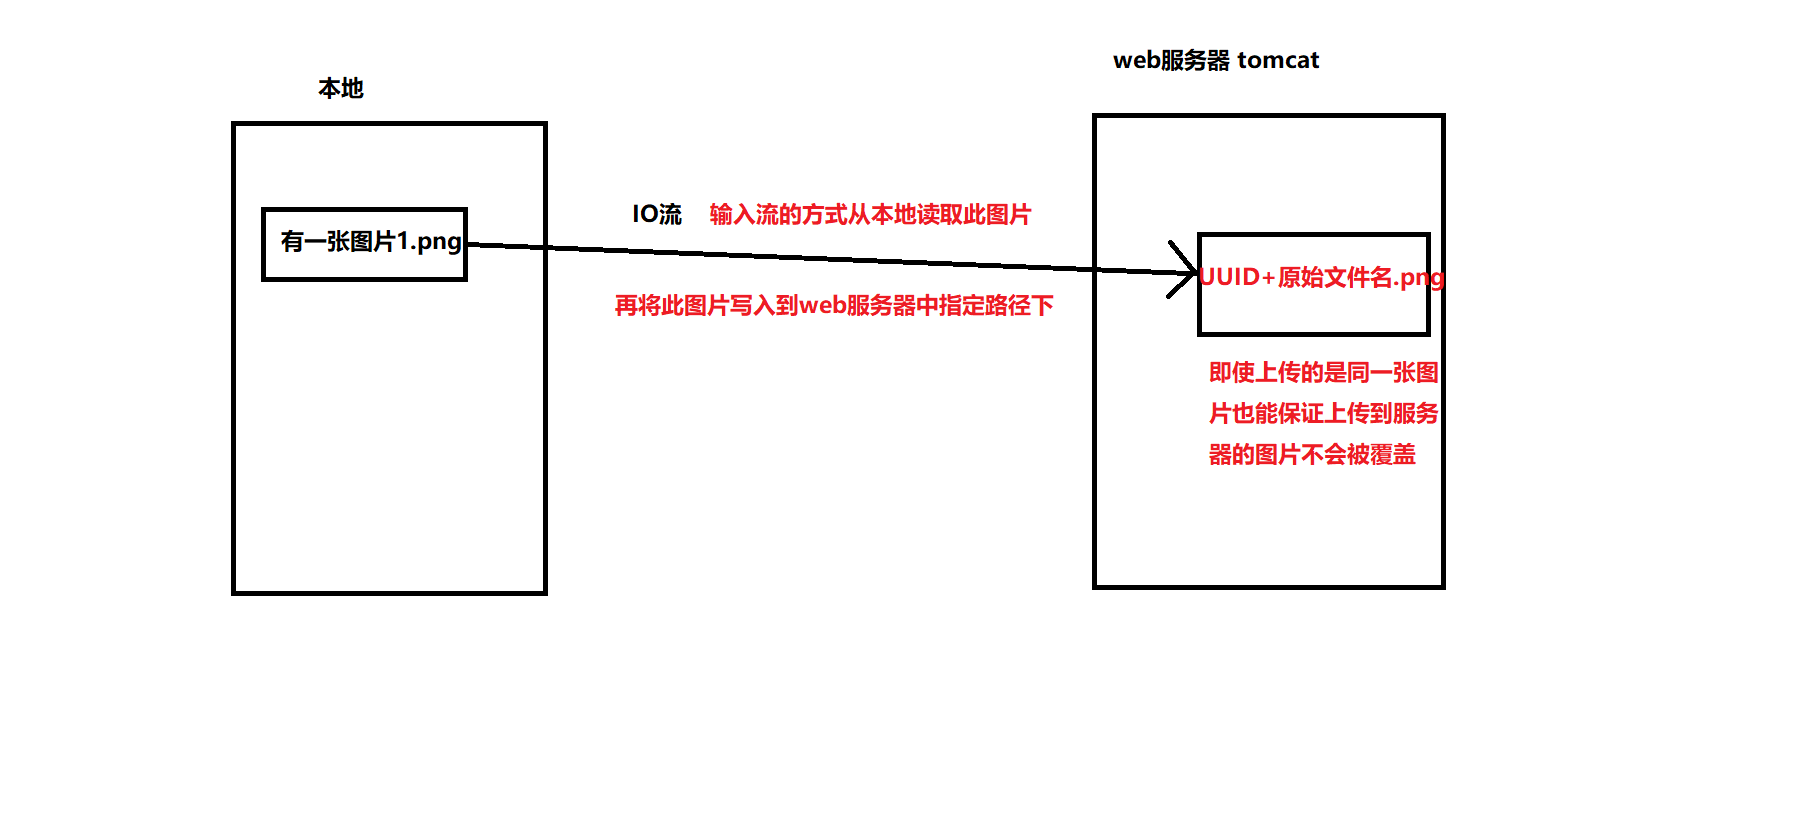 web服务器 tomcat
本地
IO流 输入流的方式从本地读取此图片
有一张图片1.png
UUID+原始文件名.png
再将此图片写入到web服务器中指定路径下
即使上传的是同一张图
片也能保证上传到服务
器的图片不会被覆盖